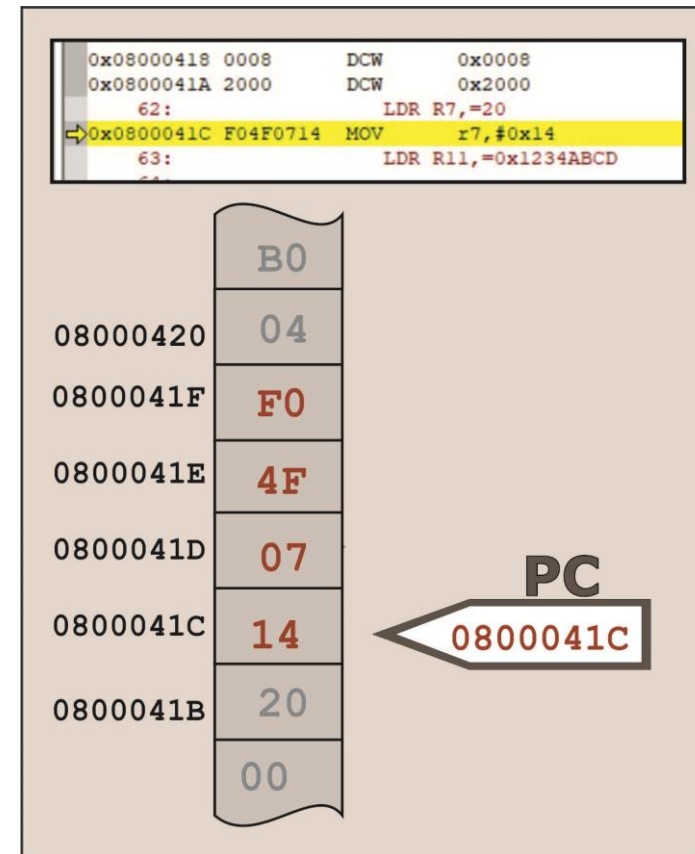 0x08000418 0008 DCW 0x0008
0x0800041A 2000 DCW 0x2000
62: LDR R7,=20
0x0800041C F04F0714 MOV r7,#0x14
63: LDR R11,=0x1234ABCD
B0
08000420 04
0800041F F0
0800041E 4F
0800041D 07
PC
0800041C 14 0800041C
0800041B 20
00